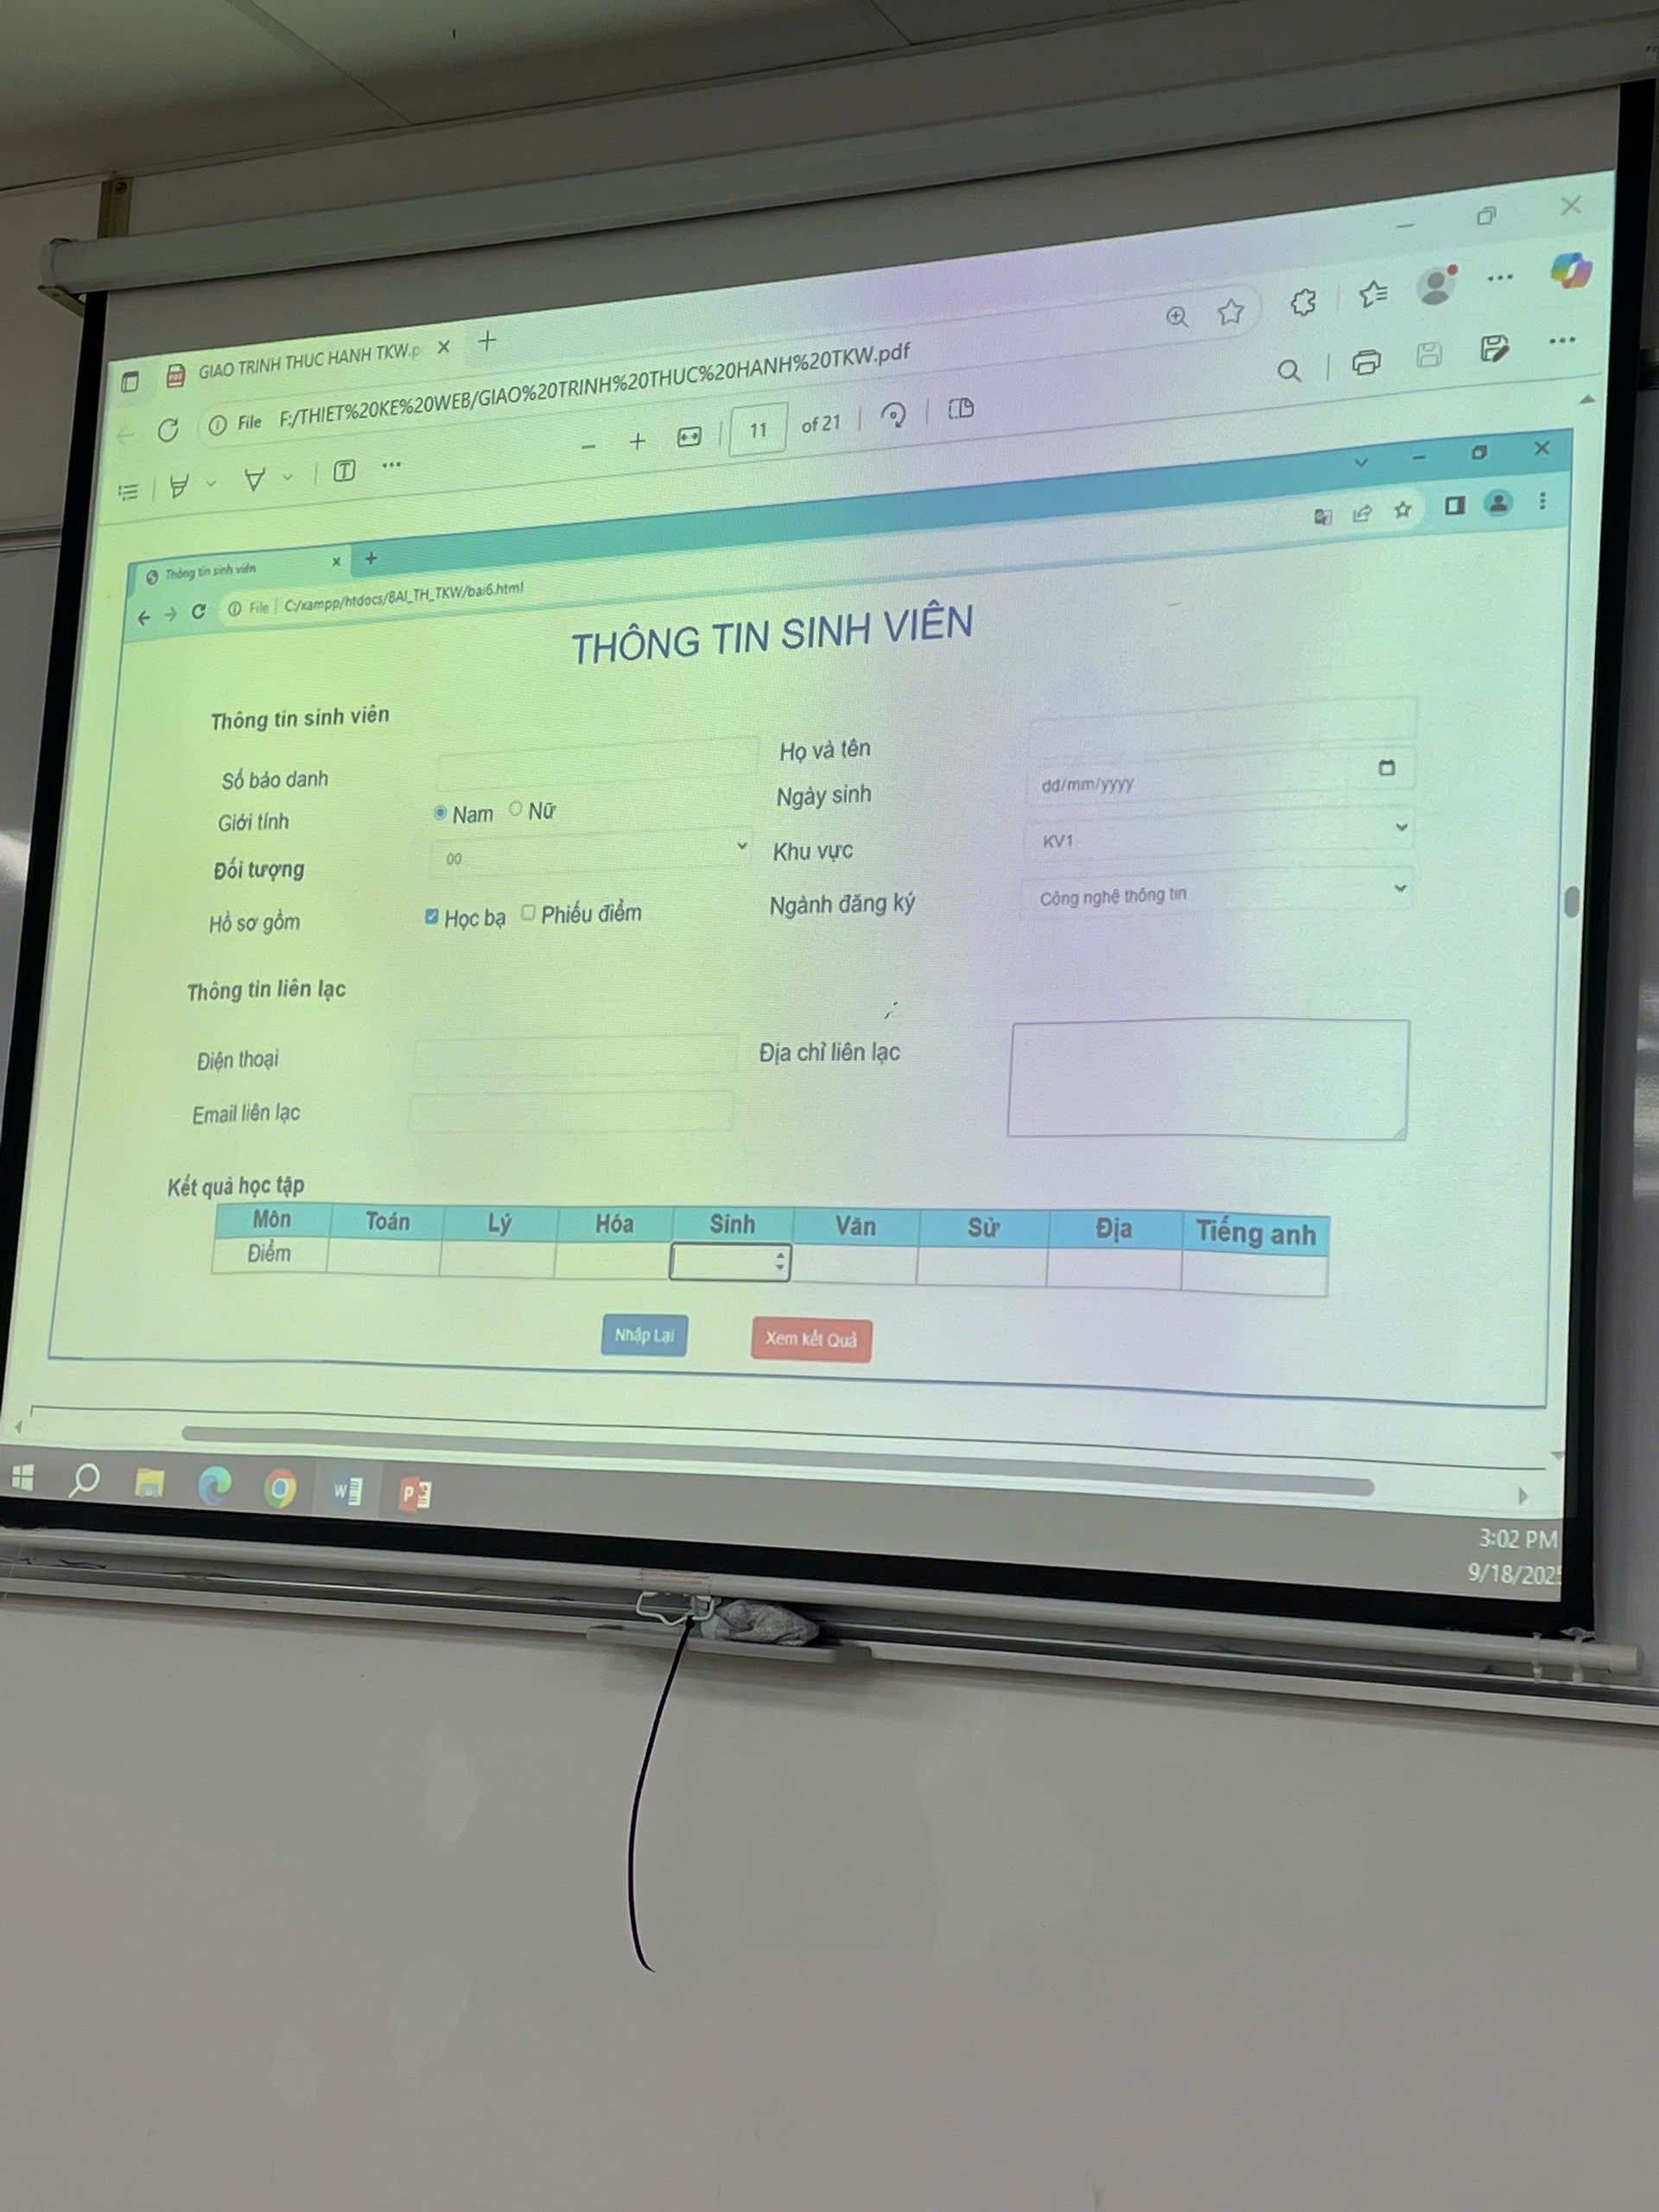 GIAO TRINH THUC HANH TKW.p
File F:/THIET%20KE%20WEB/GIAO%20TRINH%20THUC%20HANH%20TKW.pdf
11 of 21
Thông tin sinh viên
File C:/xampp/htdocs/BAI_TH_TKW/bai6.html
THÔNG TIN SINH VIÊN
Thông tin sinh viên
Số báo danh Họ và tên
Giới tính Nam Nữ Ngày sinh dd/mm/yyyy
Đối tượng 00 Khu vực KV1
Hồ sơ gồm Học bạ Phiếu điểm Ngành đăng ký Công nghệ thông tin
Thông tin liên lạc
Điện thoại Địa chỉ liên lạc
Email liên lạc
Kết quả học tập
Môn Toán Lý Hóa Sinh Văn Sử Địa Tiếng anh
Điểm
Nhập Lại Xem kết Quả
3:02 PM
9/18/202